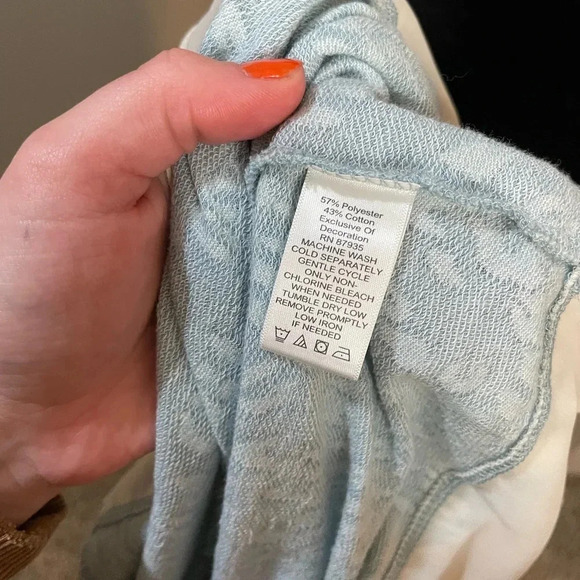 57% Polyester
43% Cotton
Exclusive Of
Decoration
RN 87935
MACHINE WASH
COLD SEPARATELY
GENTLE CYCLE
ONLY NON-
CHLORINE BLEACH
WHEN NEEDED
TUMBLE DRY LOW
REMOVE PROMPTLY
LOW IRON
IF NEEDED